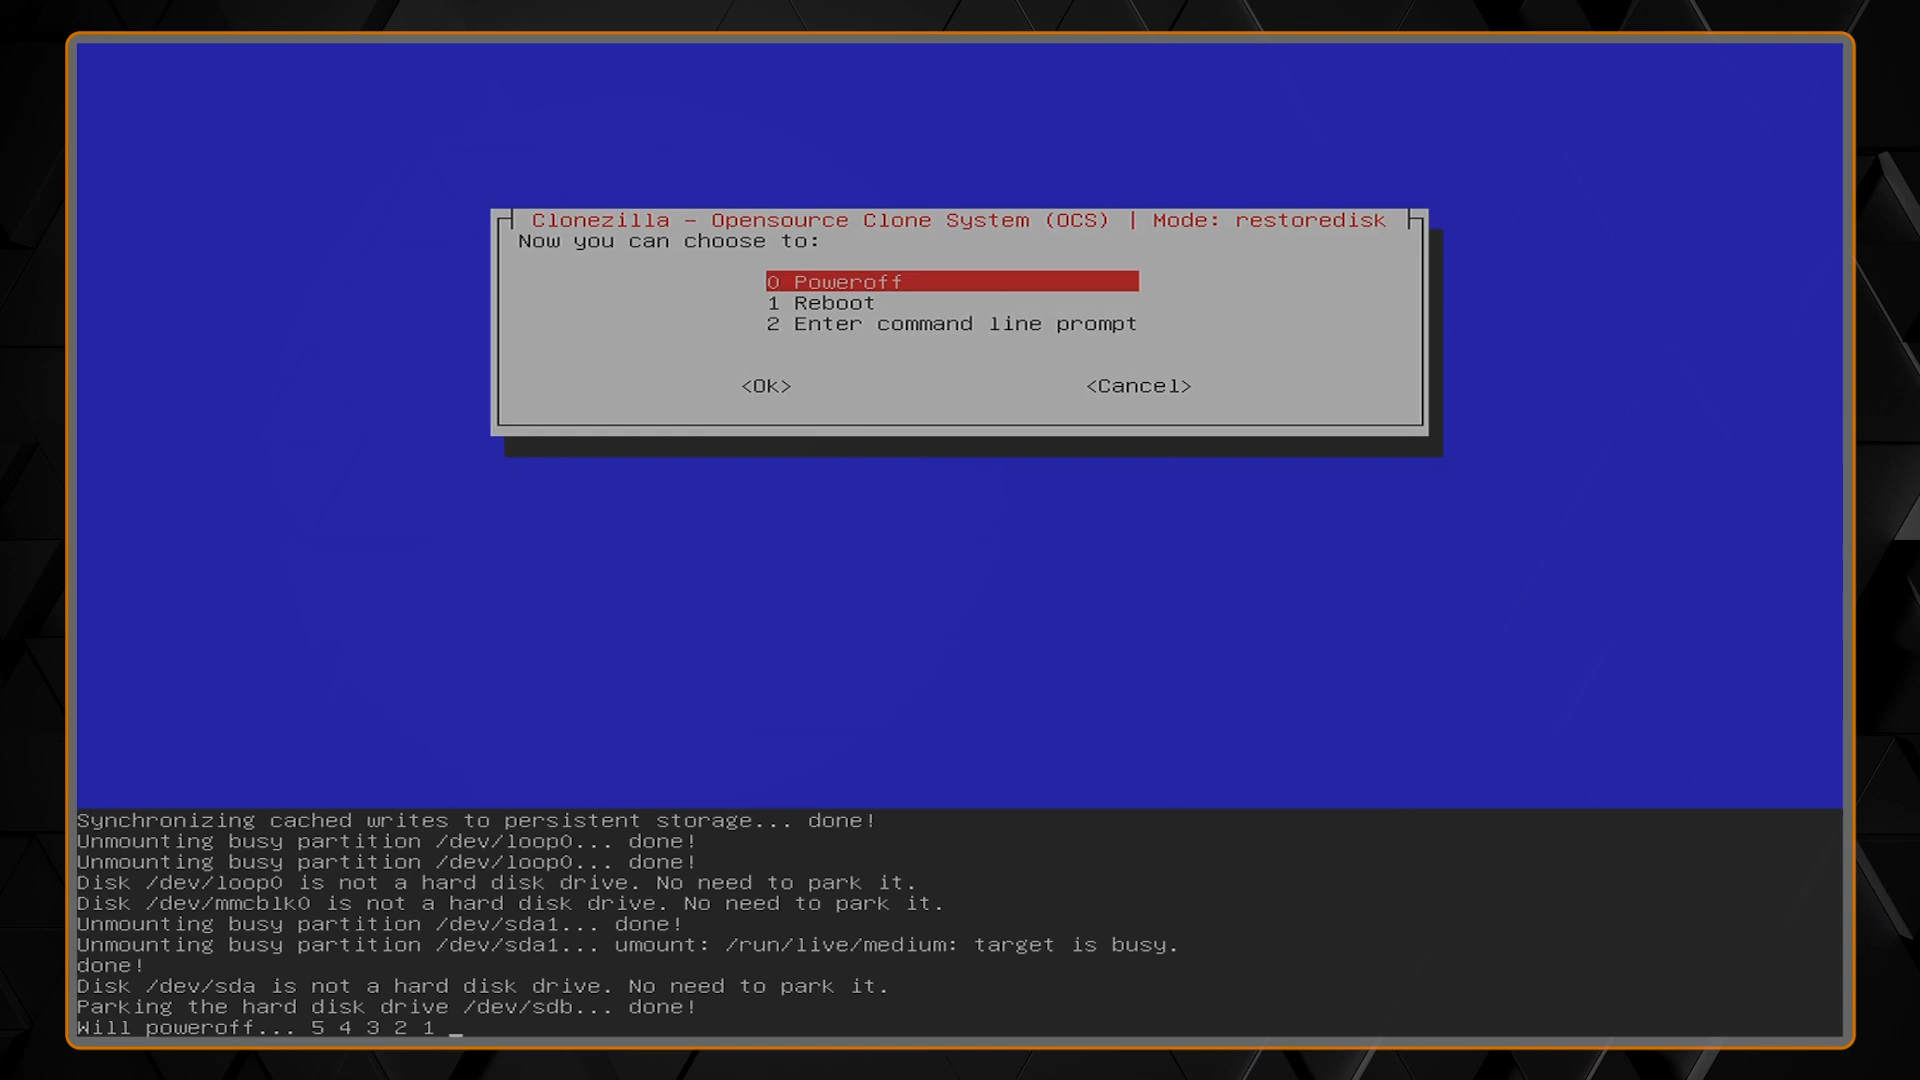 Clonezilla - Opensource Clone System (OCS) | Mode: restoredisk
Now you can choose to:
0 Poweroff
1 Reboot
2 Enter command line prompt
<Ok> <Cancel>
Synchronizing cached writes to persistent storage... done!
Unmounting busy partition /dev/loop0... done!
Unmounting busy partition /dev/loop0... done!
Disk /dev/loop0 is not a hard disk drive. No need to park it.
Disk /dev/mmcblk0 is not a hard disk drive. No need to park it.
Unmounting busy partition /dev/sda1... done!
Unmounting busy partition /dev/sda1... umount: /run/live/medium: target is busy.
done!
Disk /dev/sda is not a hard disk drive. No need to park it.
Parking the hard disk drive /dev/sdb... done!
Will poweroff... 5 4 3 2 1 _